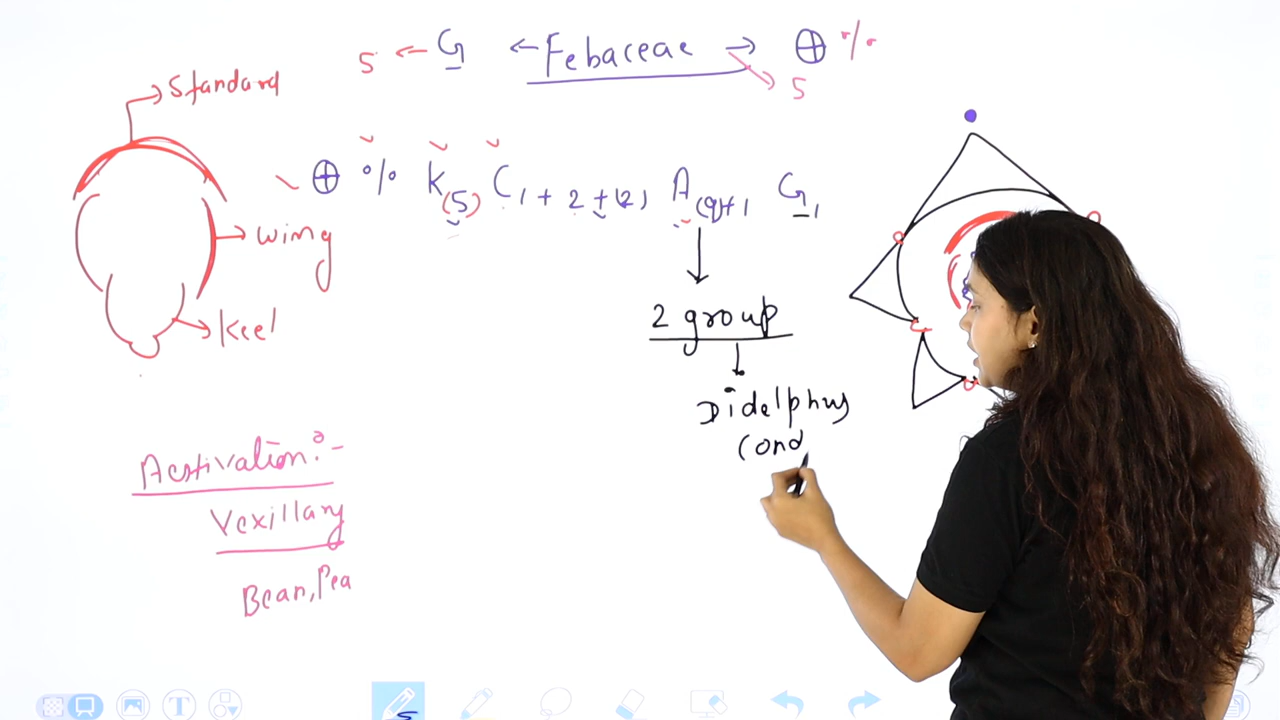 5 ← G ← Febaceae → ⊕ %
5
Standard
⊕ % K(5) C1+2+(2) A(9)+1 G1
wing
Keel
2 group
Didelphus
Cond
Aestivation:-
Vexillary
Bean, Pea